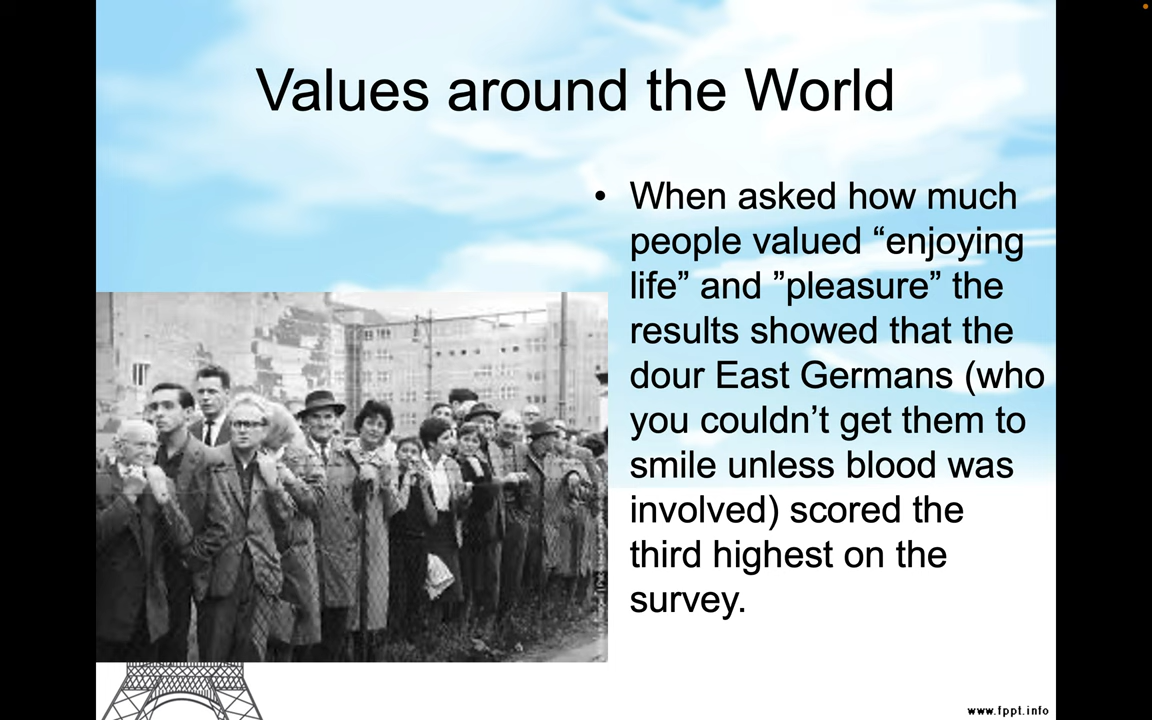 Values around the World
• When asked how much
people valued “enjoying
life” and ”pleasure” the
results showed that the
dour East Germans (who
you couldn’t get them to
smile unless blood was
involved) scored the
third highest on the
survey.
www.fppt.info